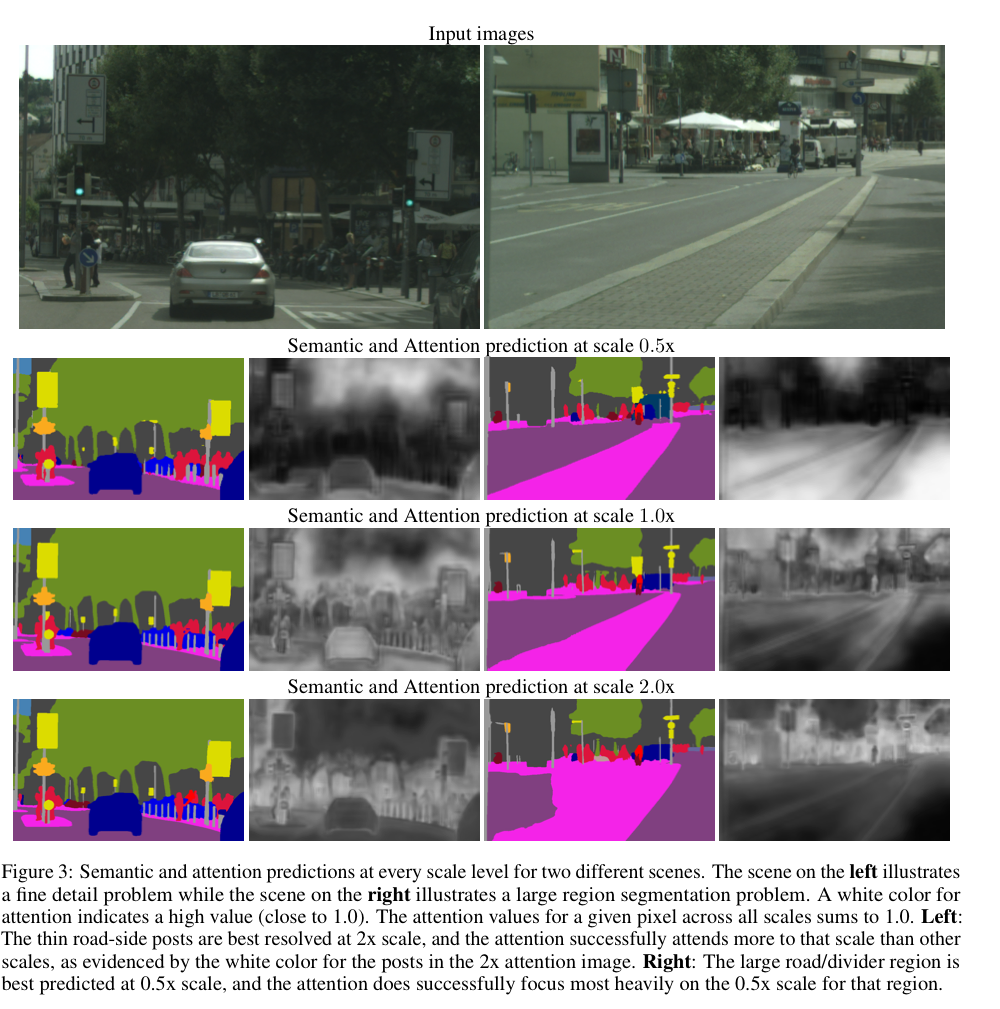 Input images
Semantic and Attention prediction at scale 0.5x
Semantic and Attention prediction at scale 1.0x
Semantic and Attention prediction at scale 2.0x
Figure 3: Semantic and attention predictions at every scale level for two different scenes. The scene on the left illustrates
a fine detail problem while the scene on the right illustrates a large region segmentation problem. A white color for
attention indicates a high value (close to 1.0). The attention values for a given pixel across all scales sums to 1.0. Left:
The thin road-side posts are best resolved at 2x scale, and the attention successfully attends more to that scale than other
scales, as evidenced by the white color for the posts in the 2x attention image. Right: The large road/divider region is
best predicted at 0.5x scale, and the attention does successfully focus most heavily on the 0.5x scale for that region.